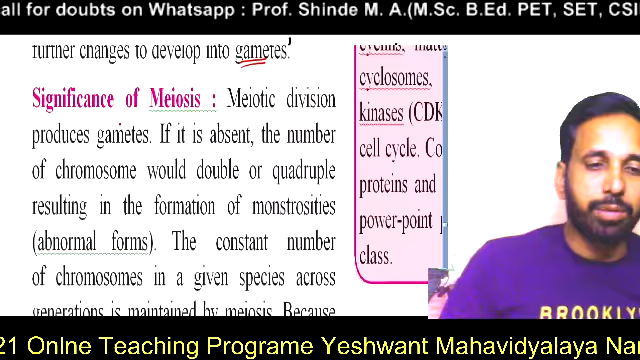 all for doubts on Whatsapp : Prof. Shinde M. A.(M.Sc. B.Ed. PET, SET, CSI
further changes to develop into gametes.
Significance of Meiosis : Meiotic division
produces gametes. If it is absent, the number
of chromosome would double or quadruple
resulting in the formation of monstrosities
(abnormal forms). The constant number
of chromosomes in a given species across
generations is maintained by meiosis. Because
cyclosomes,
kinases (CDK
cell cycle. Co
proteins and
power-point p
class.
BROOKLY
21 Onlne Teaching Programe Yeshwant Mahavidyalaya Nan